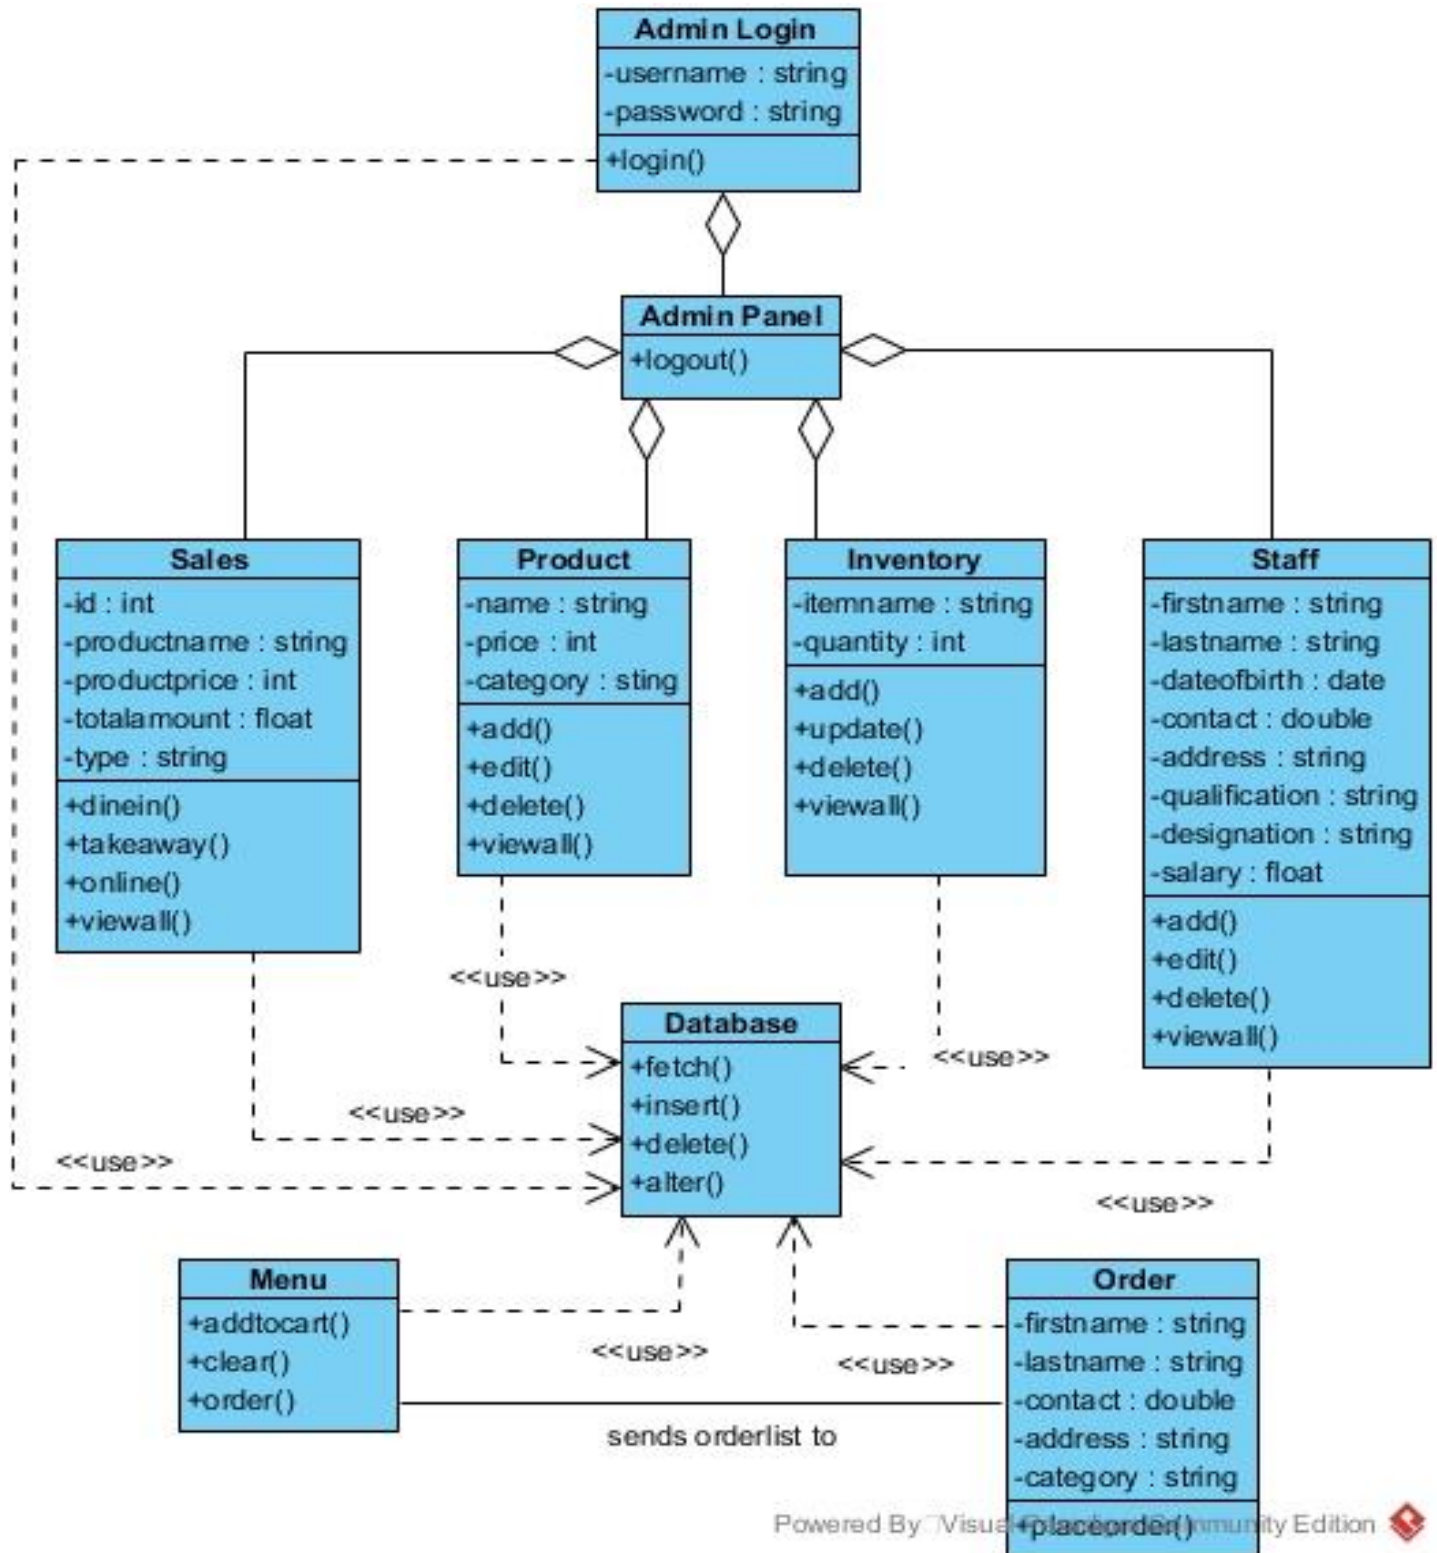 Admin Login
-username : string
-password : string
+login()
Admin Panel
+logout()
Sales
-id : int
-productname : string
-productprice : int
-totalamount : float
-type : string
+dinein()
+takeaway()
+online()
+viewall()
Product
-name : string
-price : int
-category : sting
+add()
+edit()
+delete()
+viewall()
Inventory
-itemname : string
-quantity : int
+add()
+update()
+delete()
+viewall()
Staff
-firstname : string
-lastname : string
-dateofbirth : date
-contact : double
-address : string
-qualification : string
-designation : string
-salary : float
+add()
+edit()
+delete()
+viewall()
<<use>>
<<use>>
<<use>>
<<use>>
<<use>>
Database
+fetch()
+insert()
+delete()
+alter()
Menu
+addtocart()
+clear()
+order()
<<use>>
<<use>>
sends orderlist to
Order
-firstname : string
-lastname : string
-contact : double
-address : string
-category : string
+placeorder()
Powered By Visual Community Edition